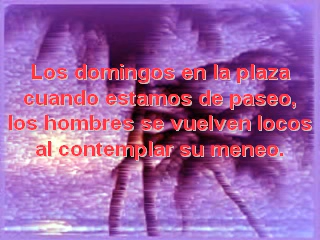 Los domingos en la plaza
cuando estamos de paseo,
los hombres se vuelven locos
al contemplar su meneo.